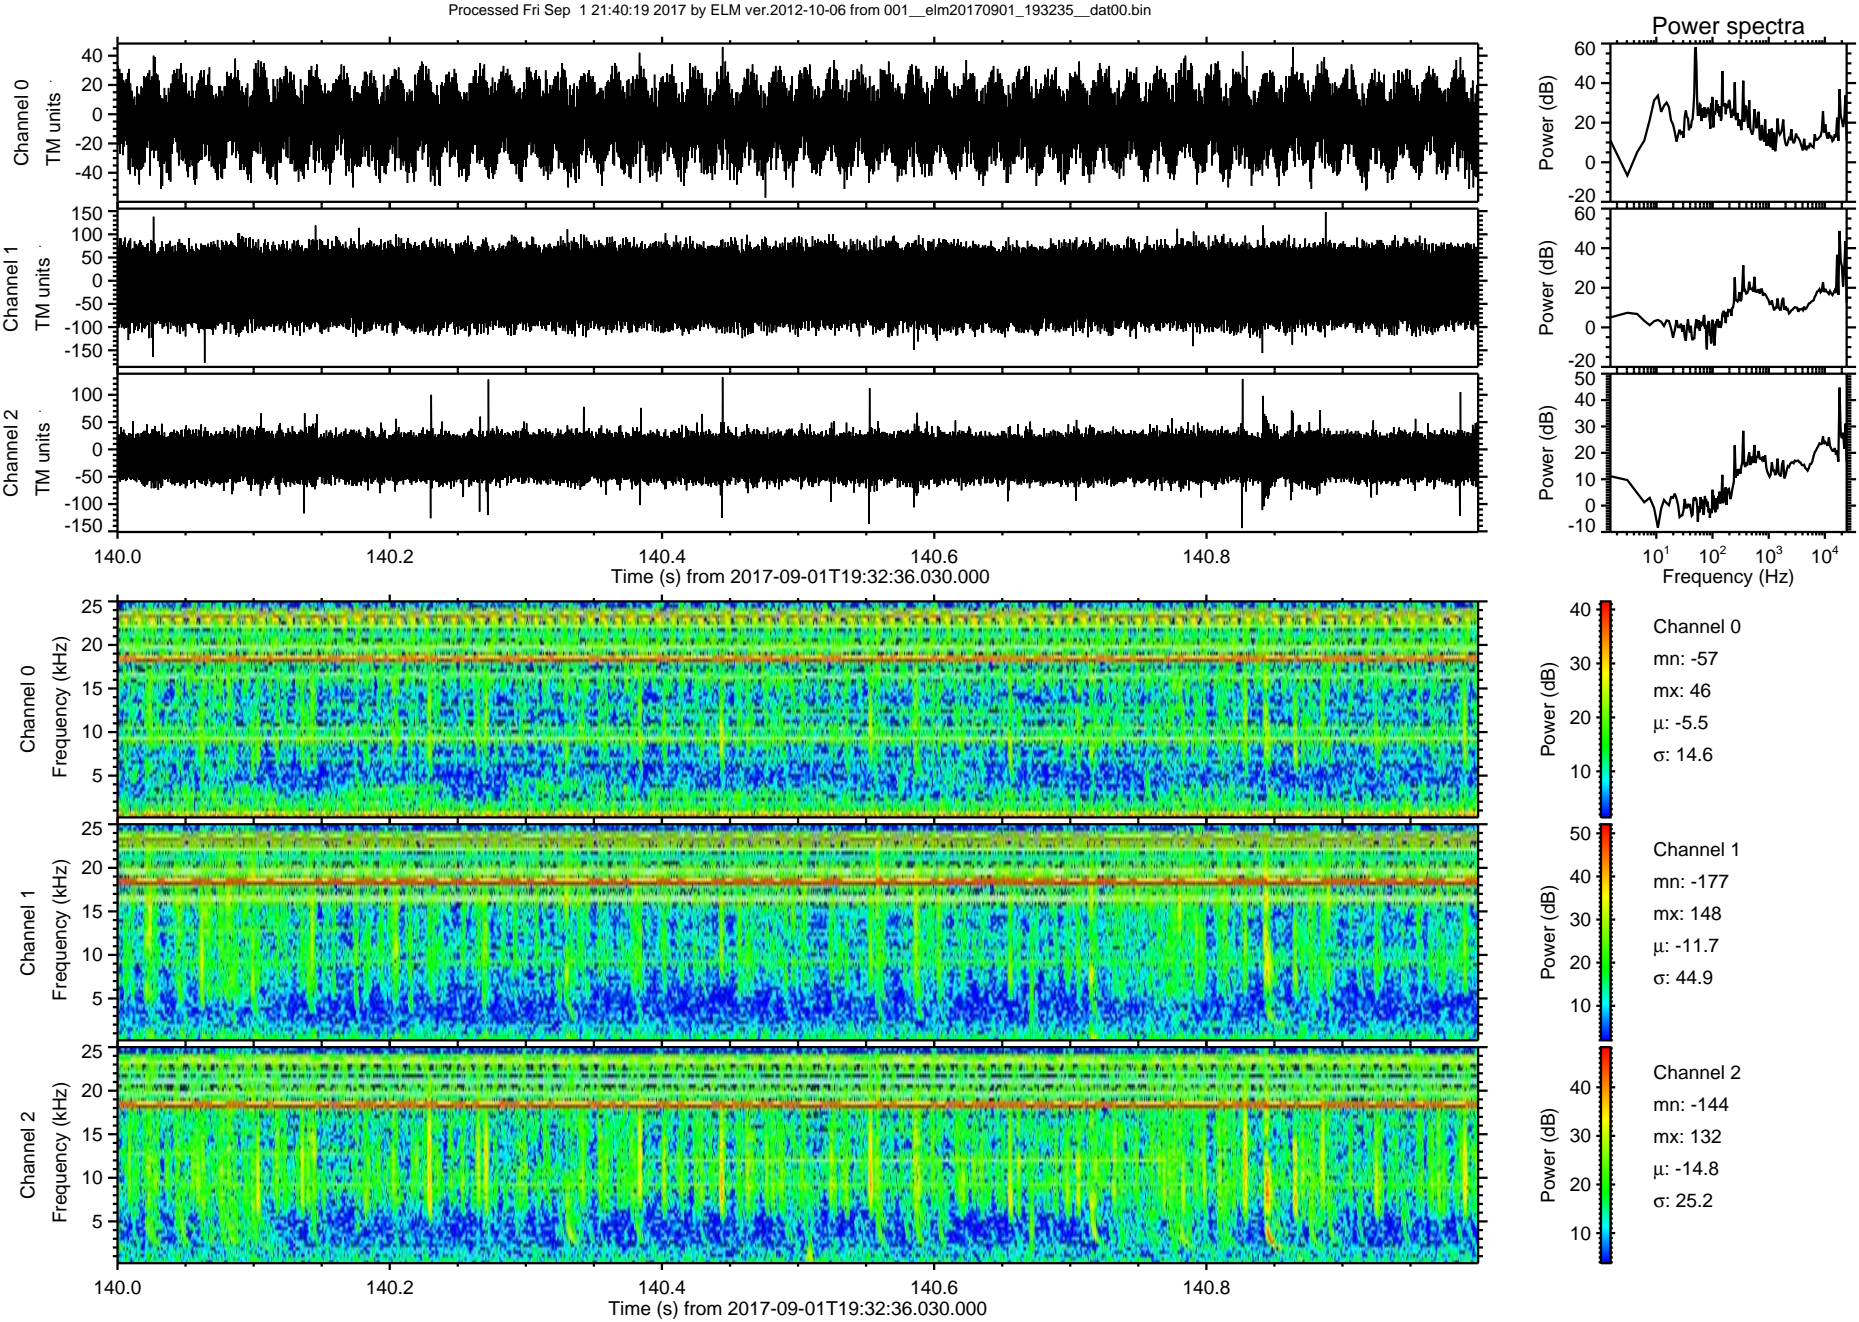 Processed Fri Sep  1 21:40:19 2017 by ELM ver.2012-10-06 from 001__elm20170901_193235__dat00.bin
Power spectra
Channel 0
TM units
40
20
0
-20
-40
Power (dB)
60
40
20
0
-20
Channel 1
TM units
150
100
50
0
-50
-100
-150
Power (dB)
60
40
20
0
-20
Channel 2
TM units
100
50
0
-50
-100
-150
Power (dB)
50
40
30
20
10
0
-10
140.0 140.2 140.4 140.6 140.8
Time (s) from 2017-09-01T19:32:36.030.000
10¹ 10² 10³ 10⁴
Frequency (Hz)
Channel 0
Frequency (kHz)
25
20
15
10
5
Power (dB)
40
30
20
10
Channel 0
mn: -57
mx: 46
μ: -5.5
σ: 14.6
Channel 1
Frequency (kHz)
25
20
15
10
5
Power (dB)
50
40
30
20
10
Channel 1
mn: -177
mx: 148
μ: -11.7
σ: 44.9
Channel 2
Frequency (kHz)
25
20
15
10
5
Power (dB)
40
30
20
10
Channel 2
mn: -144
mx: 132
μ: -14.8
σ: 25.2
140.0 140.2 140.4 140.6 140.8
Time (s) from 2017-09-01T19:32:36.030.000